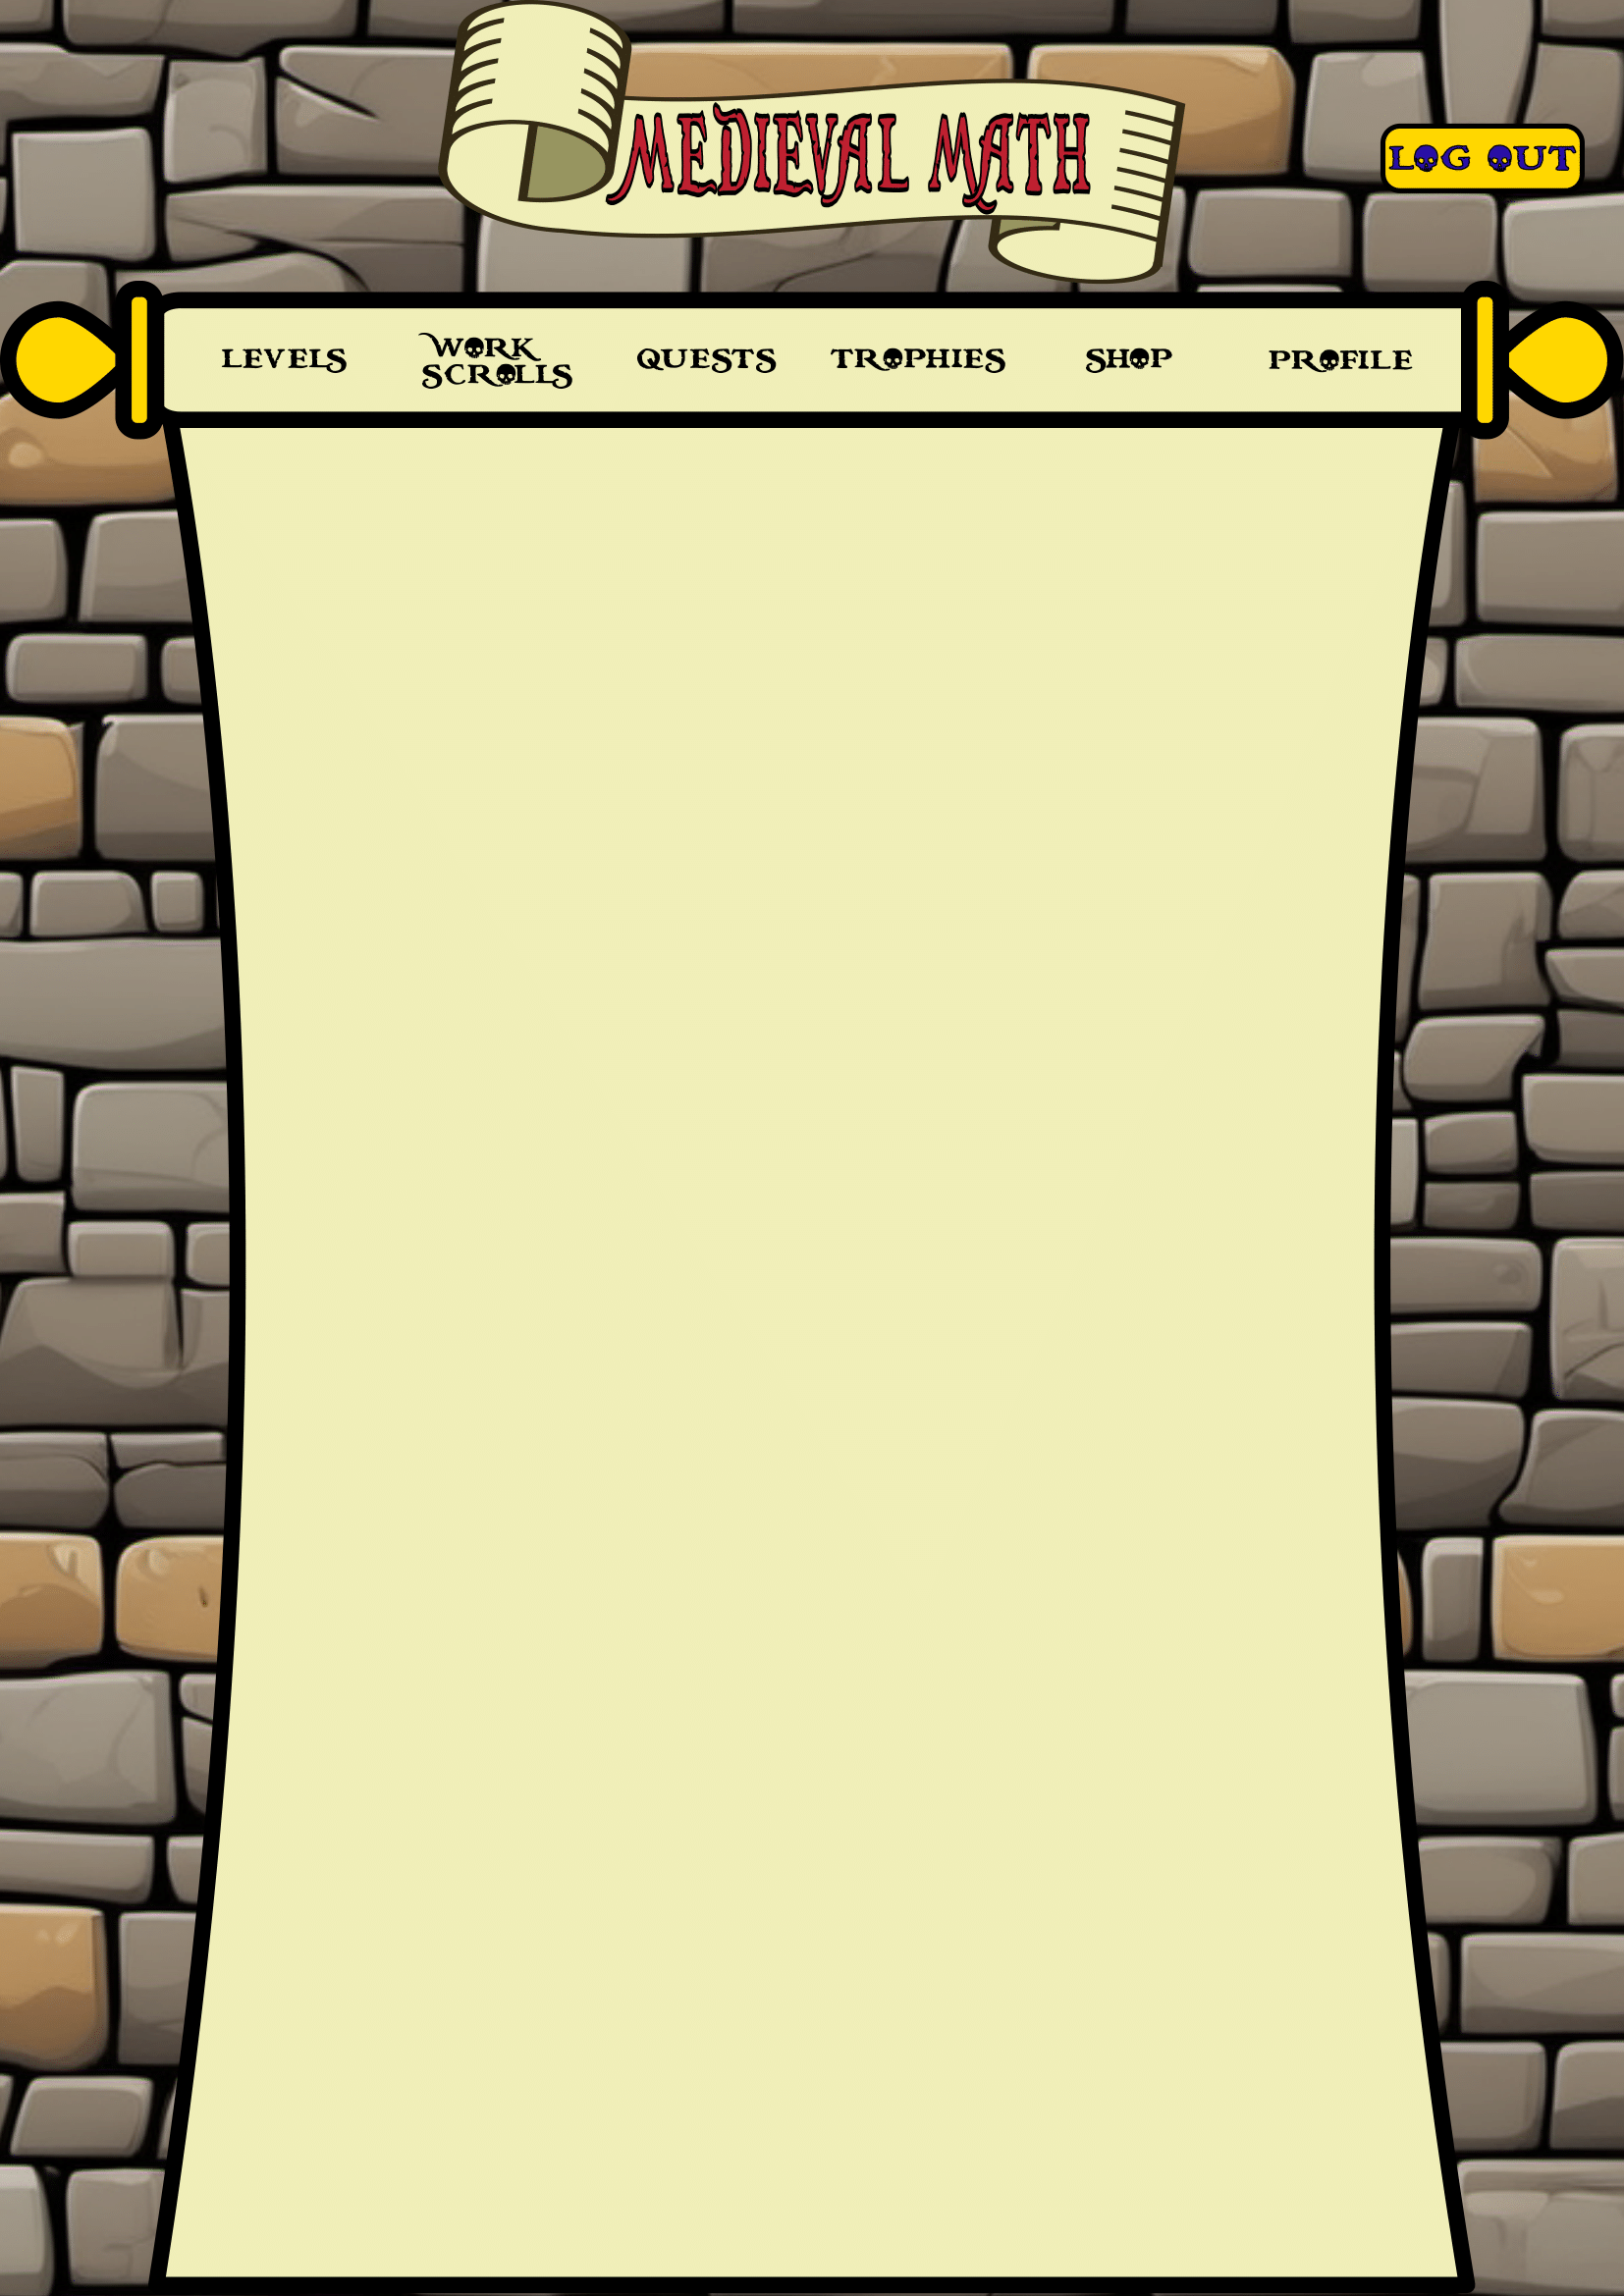 MEDIEVAL MATH
LOG OUT
LEVELS
WORK
SCROLLS
QUESTS
TROPHIES
SHOP
PROFILE